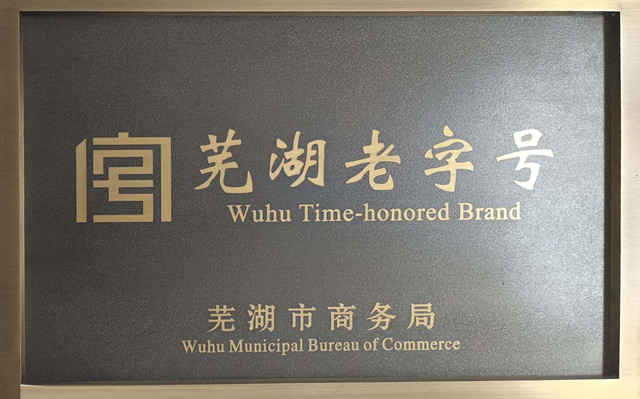 芜湖老字号
Wuhu Time-honored Brand
芜湖市商务局
Wuhu Municipal Bureau of Commerce